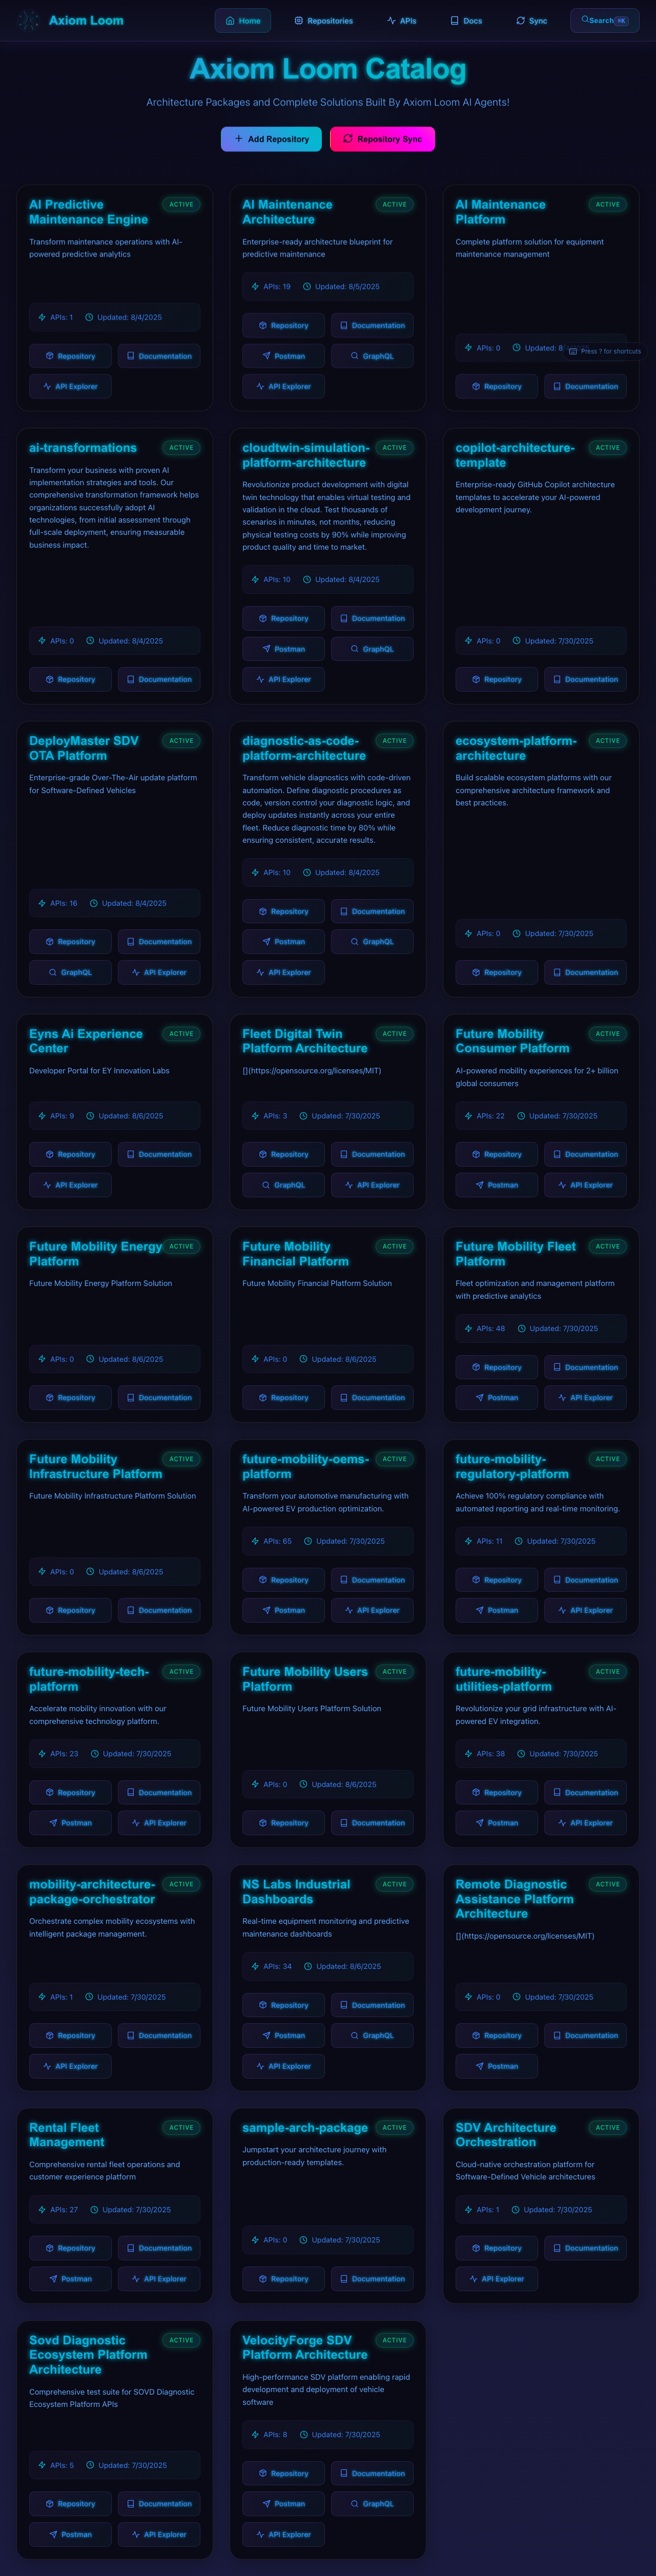 Axiom Loom
Home
Repositories
APIs
Docs
Sync
Search
⌘K
Axiom Loom Catalog
Architecture Packages and Complete Solutions Built By Axiom Loom AI Agents!
Add Repository
Repository Sync
AI Predictive
Maintenance Engine
ACTIVE
Transform maintenance operations with AI-
powered predictive analytics
APIs: 1 Updated: 8/4/2025
Repository
Documentation
API Explorer
AI Maintenance
Architecture
ACTIVE
Enterprise-ready architecture blueprint for
predictive maintenance
APIs: 19 Updated: 8/5/2025
Repository
Documentation
Postman
GraphQL
API Explorer
AI Maintenance
Platform
ACTIVE
Complete platform solution for equipment
maintenance management
APIs: 0 Updated:
Press ? for shortcuts
Repository
Documentation
ai-transformations
ACTIVE
Transform your business with proven AI
implementation strategies and tools. Our
comprehensive transformation framework helps
organizations successfully adopt AI
technologies, from initial assessment through
full-scale deployment, ensuring measurable
business impact.
APIs: 0 Updated: 8/4/2025
Repository
Documentation
cloudtwin-simulation-
platform-architecture
ACTIVE
Revolutionize product development with digital
twin technology that enables virtual testing and
validation in the cloud. Test thousands of
scenarios in minutes, not months, reducing
physical testing costs by 90% while improving
product quality and time to market.
APIs: 10 Updated: 8/4/2025
Repository
Documentation
Postman
GraphQL
API Explorer
copilot-architecture-
template
ACTIVE
Enterprise-ready GitHub Copilot architecture
templates to accelerate your AI-powered
development journey.
APIs: 0 Updated: 7/30/2025
Repository
Documentation
DeployMaster SDV
OTA Platform
ACTIVE
Enterprise-grade Over-The-Air update platform
for Software-Defined Vehicles
APIs: 16 Updated: 8/4/2025
Repository
Documentation
GraphQL
API Explorer
diagnostic-as-code-
platform-architecture
ACTIVE
Transform vehicle diagnostics with code-driven
automation. Define diagnostic procedures as
code, version control your diagnostic logic, and
deploy updates instantly across your entire
fleet. Reduce diagnostic time by 80% while
ensuring consistent, accurate results.
APIs: 10 Updated: 8/4/2025
Repository
Documentation
Postman
GraphQL
API Explorer
ecosystem-platform-
architecture
ACTIVE
Build scalable ecosystem platforms with our
comprehensive architecture framework and
best practices.
APIs: 0 Updated: 7/30/2025
Repository
Documentation
Eyns Ai Experience
Center
ACTIVE
Developer Portal for EY Innovation Labs
APIs: 9 Updated: 8/6/2025
Repository
Documentation
API Explorer
Fleet Digital Twin
Platform Architecture
ACTIVE
[](https://opensource.org/licenses/MIT)
APIs: 3 Updated: 7/30/2025
Repository
Documentation
GraphQL
API Explorer
Future Mobility
Consumer Platform
ACTIVE
AI-powered mobility experiences for 2+ billion
global consumers
APIs: 22 Updated: 7/30/2025
Repository
Documentation
Postman
API Explorer
Future Mobility Energy
Platform
ACTIVE
Future Mobility Energy Platform Solution
APIs: 0 Updated: 8/6/2025
Repository
Documentation
Future Mobility
Financial Platform
ACTIVE
Future Mobility Financial Platform Solution
APIs: 0 Updated: 8/6/2025
Repository
Documentation
Future Mobility Fleet
Platform
ACTIVE
Fleet optimization and management platform
with predictive analytics
APIs: 48 Updated: 7/30/2025
Repository
Documentation
Postman
API Explorer
Future Mobility
Infrastructure Platform
ACTIVE
Future Mobility Infrastructure Platform Solution
APIs: 0 Updated: 8/6/2025
Repository
Documentation
future-mobility-oems-
platform
ACTIVE
Transform your automotive manufacturing with
AI-powered EV production optimization.
APIs: 65 Updated: 7/30/2025
Repository
Documentation
Postman
API Explorer
future-mobility-
regulatory-platform
ACTIVE
Achieve 100% regulatory compliance with
automated reporting and real-time monitoring.
APIs: 11 Updated: 7/30/2025
Repository
Documentation
Postman
API Explorer
future-mobility-tech-
platform
ACTIVE
Accelerate mobility innovation with our
comprehensive technology platform.
APIs: 23 Updated: 7/30/2025
Repository
Documentation
Postman
API Explorer
Future Mobility Users
Platform
ACTIVE
Future Mobility Users Platform Solution
APIs: 0 Updated: 8/6/2025
Repository
Documentation
future-mobility-
utilities-platform
ACTIVE
Revolutionize your grid infrastructure with AI-
powered EV integration.
APIs: 38 Updated: 7/30/2025
Repository
Documentation
Postman
API Explorer
mobility-architecture-
package-orchestrator
ACTIVE
Orchestrate complex mobility ecosystems with
intelligent package management.
APIs: 1 Updated: 7/30/2025
Repository
Documentation
API Explorer
NS Labs Industrial
Dashboards
ACTIVE
Real-time equipment monitoring and predictive
maintenance dashboards
APIs: 34 Updated: 8/6/2025
Repository
Documentation
Postman
GraphQL
API Explorer
Remote Diagnostic
Assistance Platform
Architecture
ACTIVE
[](https://opensource.org/licenses/MIT)
APIs: 0 Updated: 7/30/2025
Repository
Documentation
Postman
Rental Fleet
Management
ACTIVE
Comprehensive rental fleet operations and
customer experience platform
APIs: 27 Updated: 7/30/2025
Repository
Documentation
Postman
API Explorer
sample-arch-package
ACTIVE
Jumpstart your architecture journey with
production-ready templates.
APIs: 0 Updated: 7/30/2025
Repository
Documentation
SDV Architecture
Orchestration
ACTIVE
Cloud-native orchestration platform for
Software-Defined Vehicle architectures
APIs: 1 Updated: 7/30/2025
Repository
Documentation
API Explorer
Sovd Diagnostic
Ecosystem Platform
Architecture
ACTIVE
Comprehensive test suite for SOVD Diagnostic
Ecosystem Platform APIs
APIs: 5 Updated: 7/30/2025
Repository
Documentation
Postman
API Explorer
VelocityForge SDV
Platform Architecture
ACTIVE
High-performance SDV platform enabling rapid
development and deployment of vehicle
software
APIs: 8 Updated: 7/30/2025
Repository
Documentation
Postman
GraphQL
API Explorer